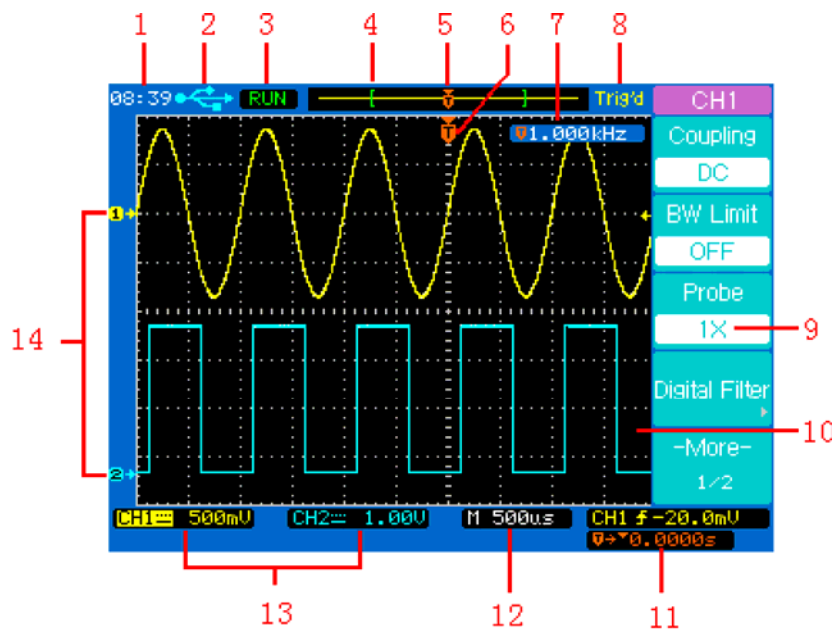 1 2 3 4 5 6 7 8
08:39 RUN T Trig'd CH1
T T 1.000kHz Coupling
DC
1 BW Limit
OFF
Probe
14 1X 9
Digital Filter
10
-More-
2 1/2
CH1 500mV CH2 1.00V M 500us CH1 -20.0mV
T→ 0.0000s
13 12 11